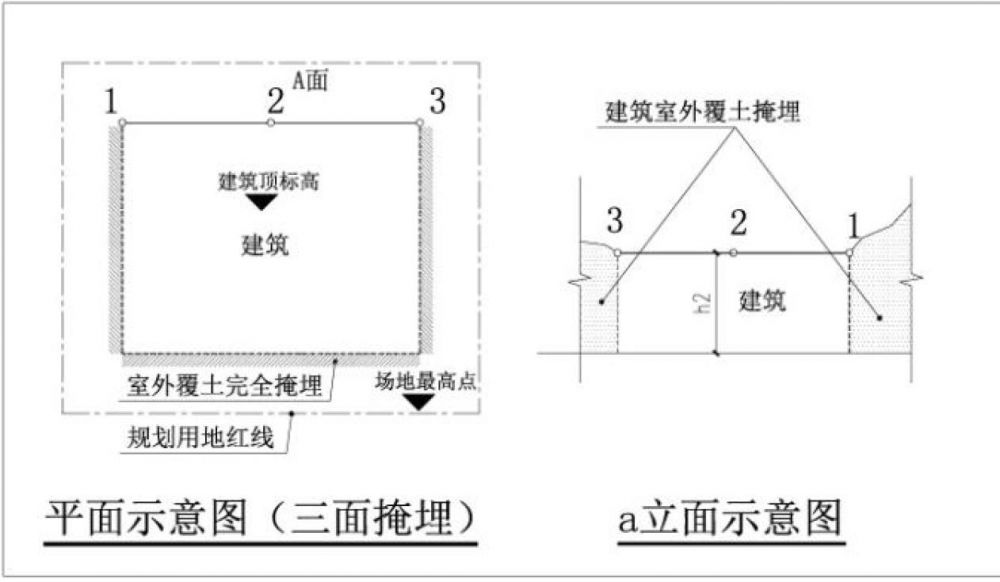 A面
1
2
3
建筑顶标高
建筑
室外覆土完全掩埋
场地最高点
规划用地红线
平面示意图（三面掩埋）
建筑室外覆土掩埋
3
2
1
h2
建筑
a立面示意图